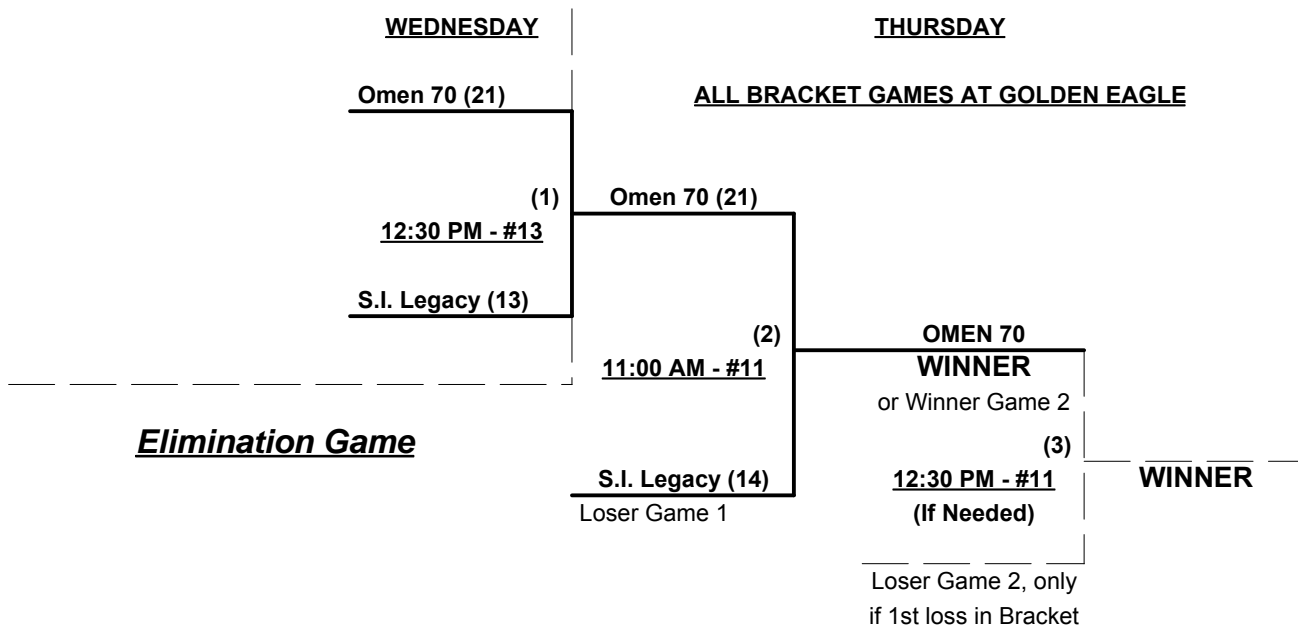 WEDNESDAY
THURSDAY
Omen 70 (21)
ALL BRACKET GAMES AT GOLDEN EAGLE
(1)
Omen 70 (21)
12:30 PM - #13
S.I. Legacy (13)
(2)
OMEN 70
11:00 AM - #11
WINNER
or Winner Game 2
Elimination Game
(3)
S.I. Legacy (14)
12:30 PM - #11
WINNER
Loser Game 1
(If Needed)
Loser Game 2, only
if 1st loss in Bracket